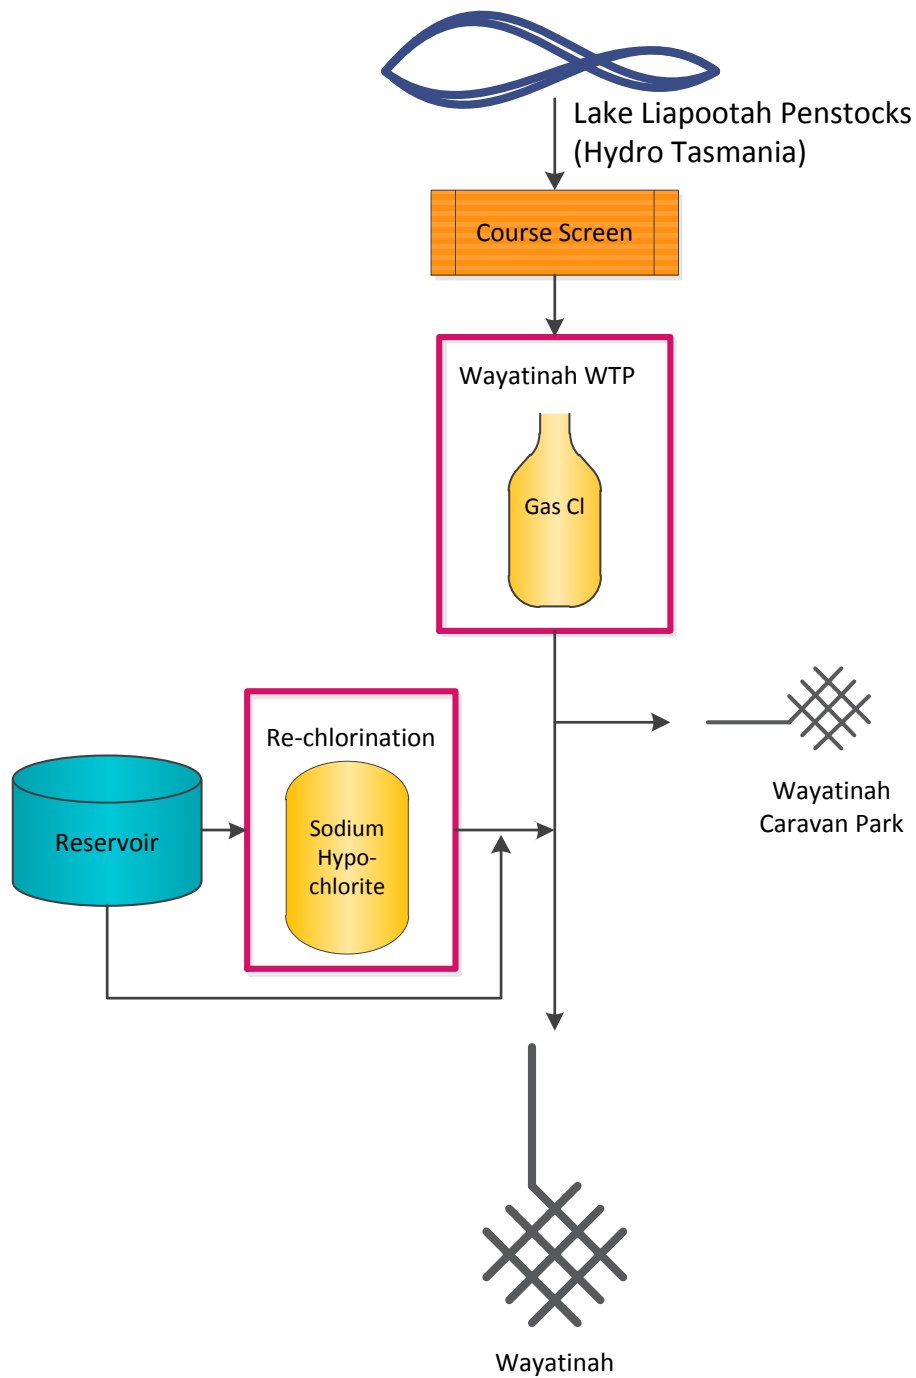 Lake Liapootah Penstocks
(Hydro Tasmania)
Course Screen
Wayatinah WTP
Gas Cl
Re-chlorination
Reservoir
Sodium
Hypo-
chlorite
Wayatinah
Caravan Park
Wayatinah